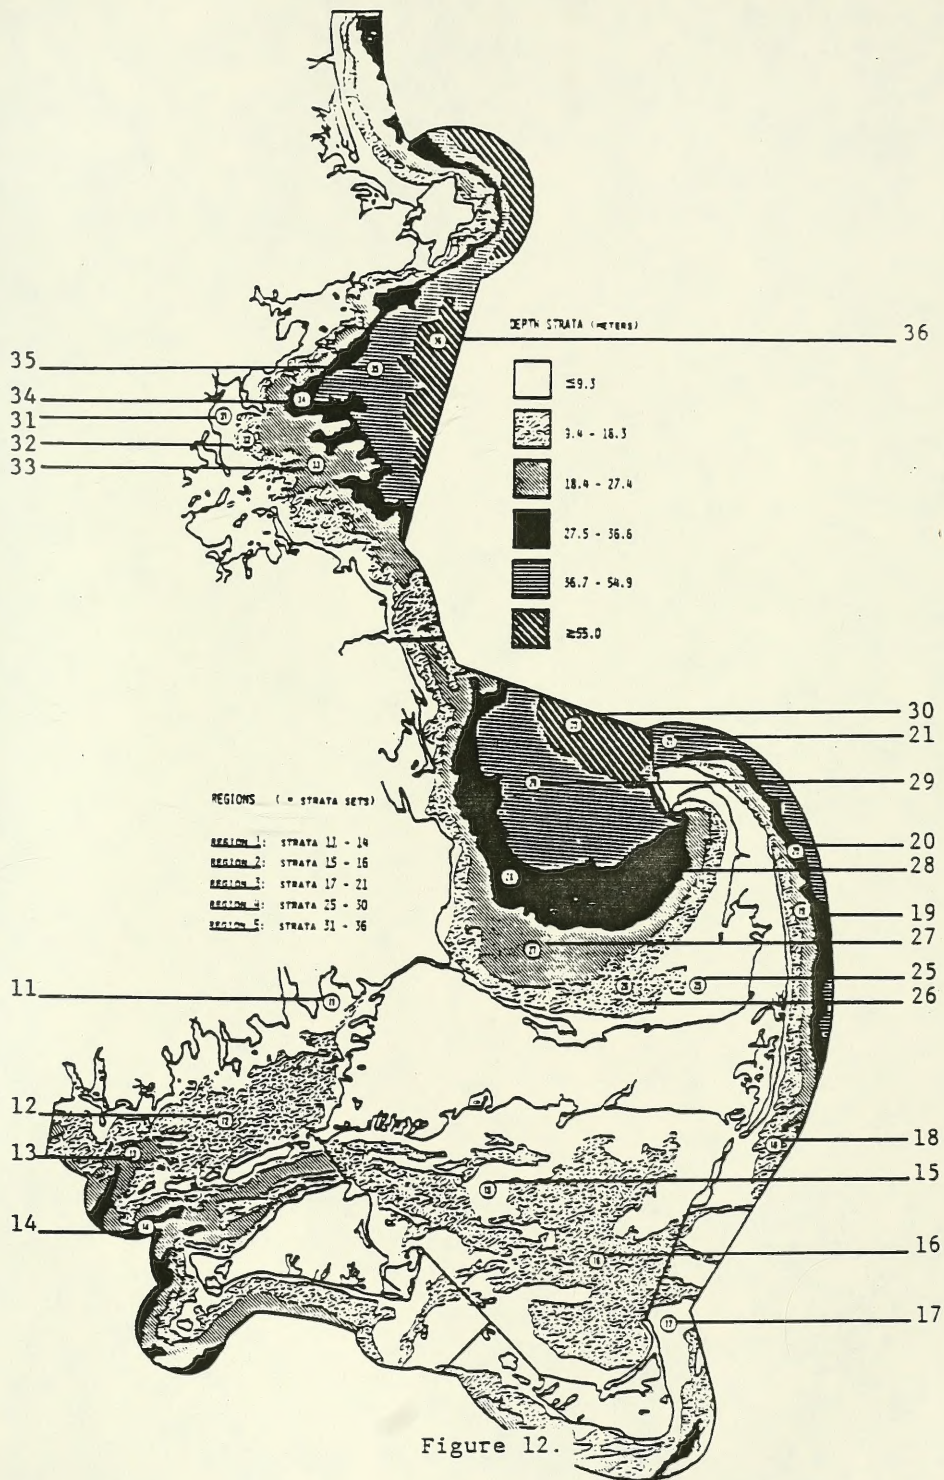 DEPTH STRATA (METERS)
36
35
≤9.3
34
31
9.4 - 18.3
32
33
18.4 - 27.4
27.5 - 36.6
36.7 - 54.9
≥55.0
30
21
29
REGIONS ( = STRATA SETS)
REGION 1: STRATA 11 - 14
REGION 2: STRATA 15 - 16
REGION 3: STRATA 17 - 21
REGION 4: STRATA 25 - 30
REGION 5: STRATA 31 - 36
20
28
19
27
25
11
26
12
18
13
15
14
16
17
Figure 12.